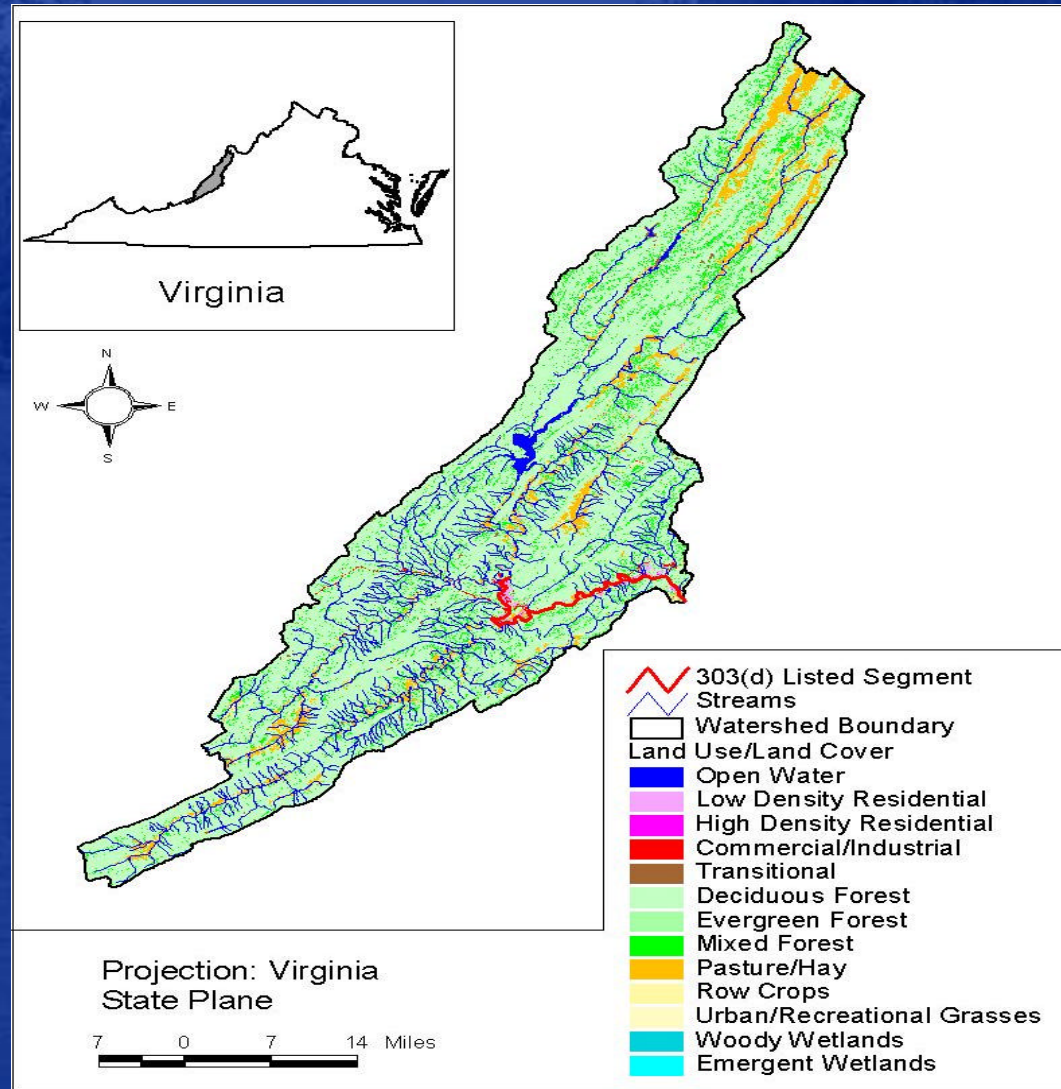 Virginia
N
W E
S
303(d) Listed Segment
Streams
Watershed Boundary
Land Use/Land Cover
Open Water
Low Density Residential
High Density Residential
Commercial/Industrial
Transitional
Deciduous Forest
Evergreen Forest
Mixed Forest
Pasture/Hay
Row Crops
Urban/Recreational Grasses
Woody Wetlands
Emergent Wetlands
Projection: Virginia
State Plane
7 0 7 14 Miles